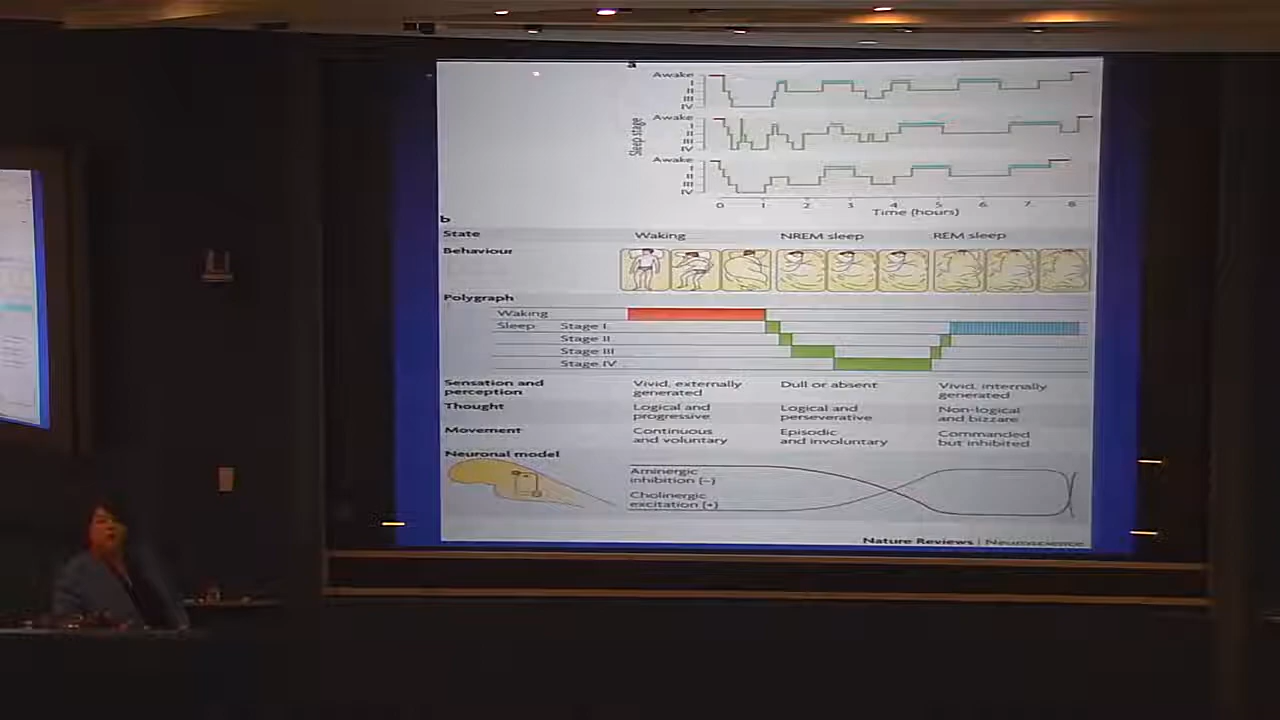 a
Awake
I
II
III
IV
Awake
I
II
III
IV
Awake
I
II
III
IV
Sleep stage
0 1 2 3 4 5 6 7 8
Time (hours)
b
State Waking NREM sleep REM sleep
Behaviour
Polygraph
Waking
Sleep Stage I
Stage II
Stage III
Stage IV
Sensation and perception
Vivid, externally generated
Dull or absent
Vivid, internally generated
Thought
Logical and progressive
Logical and perseverative
Non-logical and bizzare
Movement
Continuous and voluntary
Episodic and involuntary
Commanded but inhibited
Neuronal model
Aminergic inhibition (–)
Cholinergic excitation (+)
Nature Reviews | Neuroscience